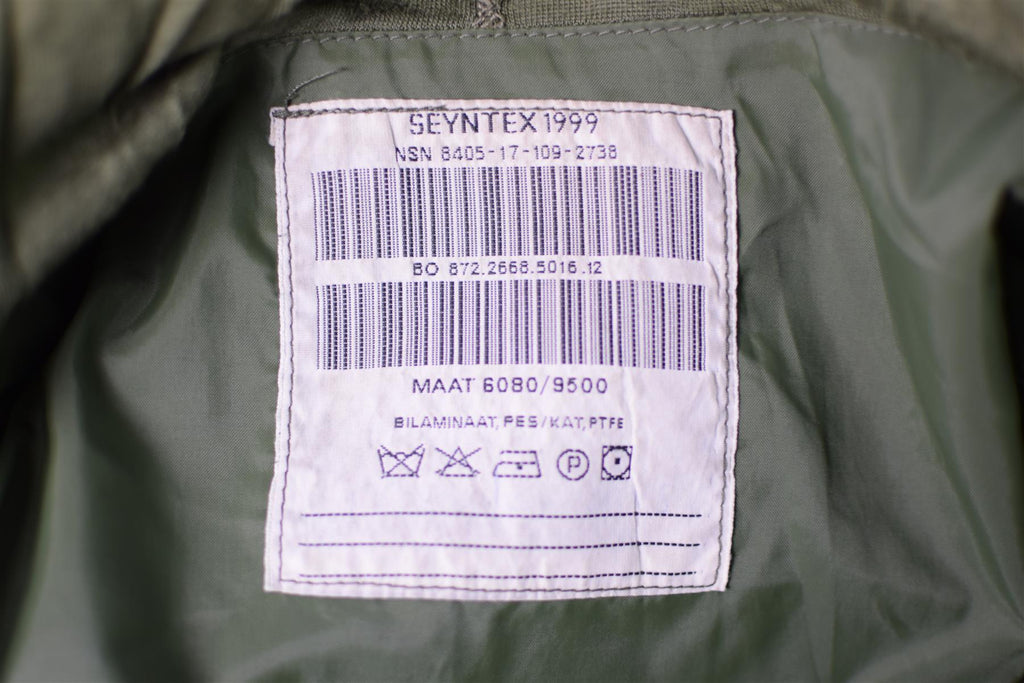 SEYNTEX 1999
NSN 8405-17-109-2738
BO 872.2668.5016.12
MAAT 6080/9500
BILAMINAAT, PES/KAT, PTFE
P